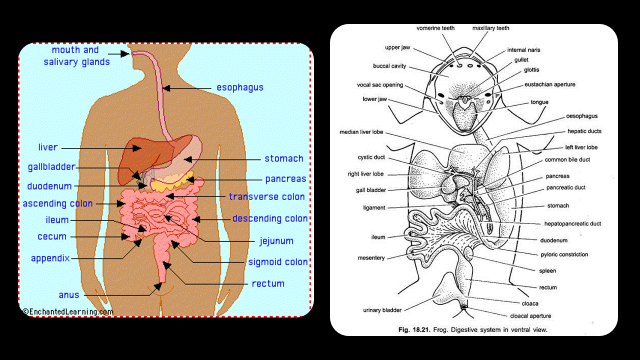 mouth and
salivary glands
esophagus
liver
gallbladder
duodenum
ascending colon
ileum
cecum
appendix
anus
stomach
pancreas
transverse colon
descending colon
jejunum
sigmoid colon
rectum
©EnchantedLearning.com
vomerine teeth
maxillary teeth
upper jaw
buccal cavity
vocal sac opening
lower jaw
internal naris
gullet
glottis
eustachian aperture
tongue
oesophagus
hepatic ducts
median liver lobe
cystic duct
right liver lobe
gall bladder
ligament
ileum
mesentery
urinary bladder
left liver lobe
common bile duct
pancreas
pancreatic duct
stomach
hepatopancreatic duct
duodenum
pyloric constriction
spleen
rectum
cloaca
cloacal aperture
Fig. 18.21. Frog. Digestive system in ventral view.